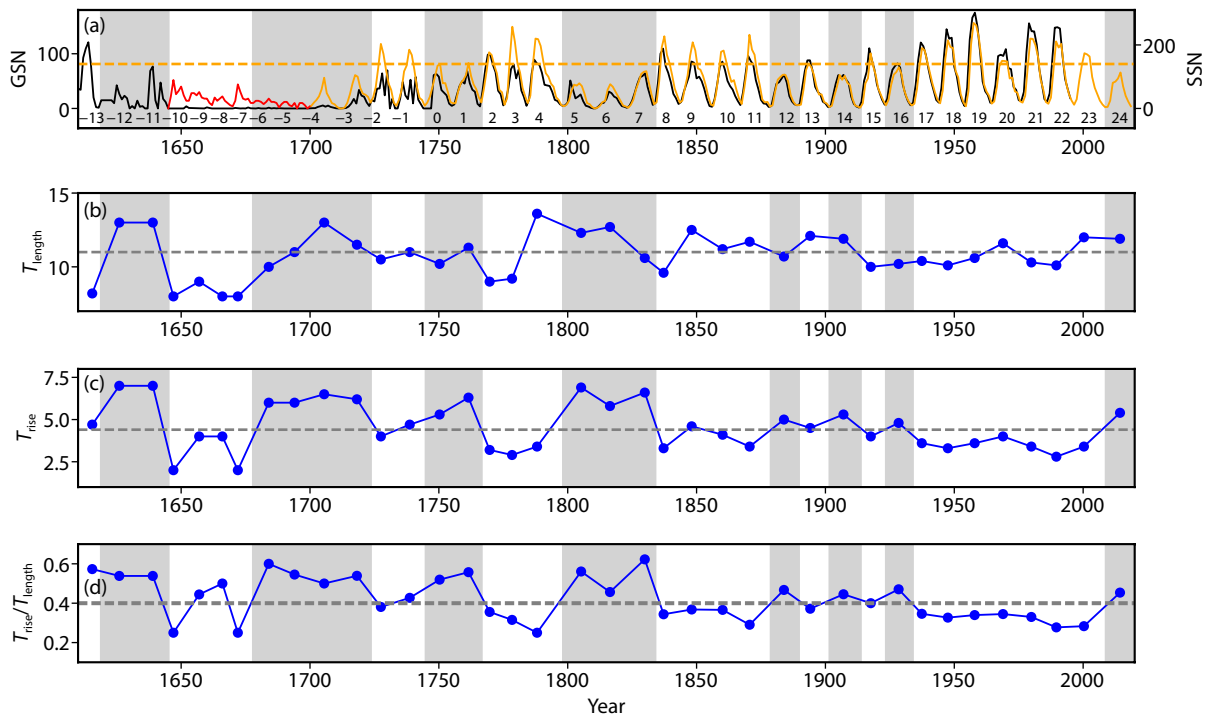 (a)
GSN
100
0
200
0
SSN
−13 −12 −11 −10 −9 −8 −7 −6 −5 −4 −3 −2 −1 0 1 2 3 4 5 6 7 8 9 10 11 12 13 14 15 16 17 18 19 20 21 22 23 24
1650 1700 1750 1800 1850 1900 1950 2000
(b)
T_length
15
10
1650 1700 1750 1800 1850 1900 1950 2000
(c)
T_rise
7.5
5.0
2.5
1650 1700 1750 1800 1850 1900 1950 2000
(d)
T_rise/T_length
0.6
0.4
0.2
1650 1700 1750 1800 1850 1900 1950 2000
Year